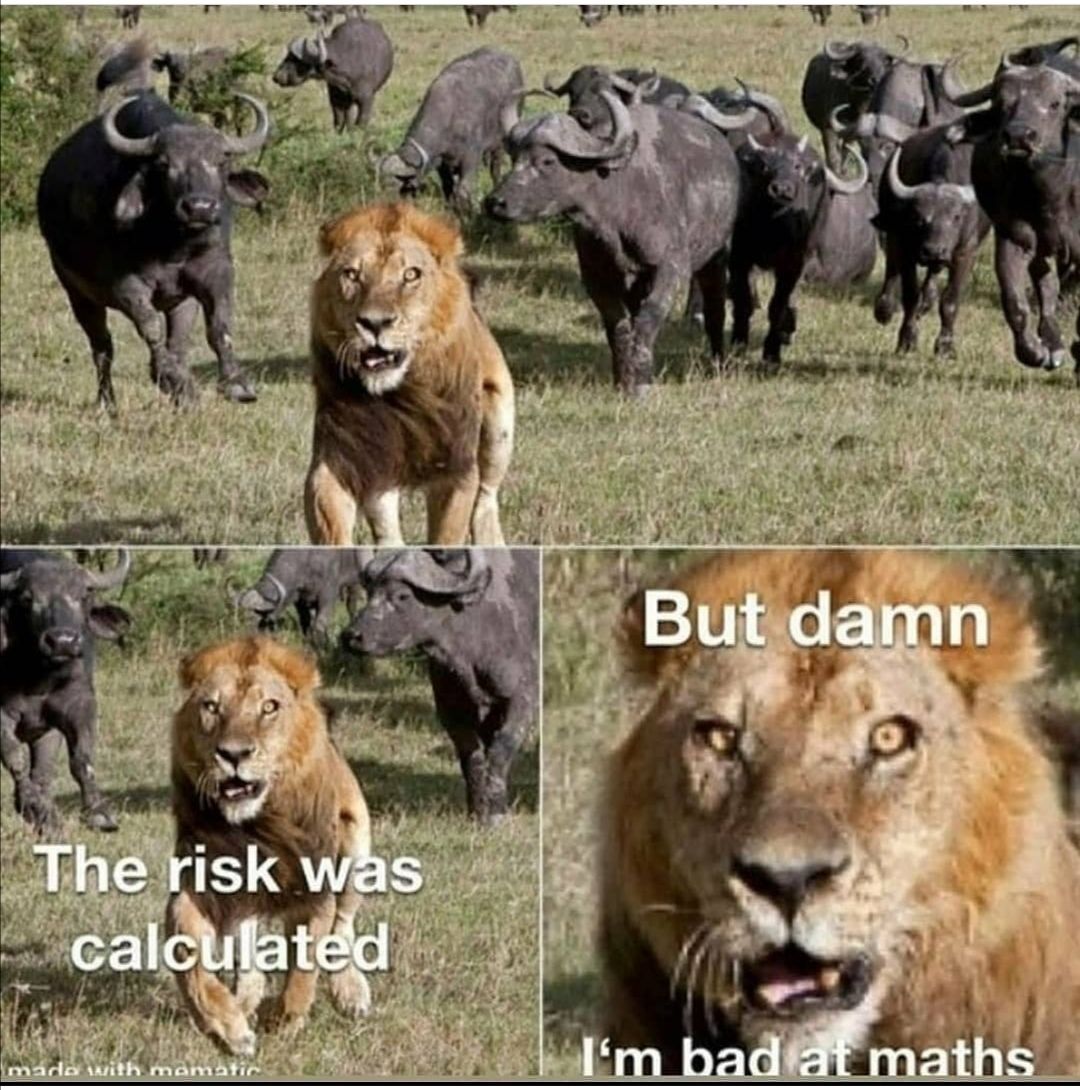 The risk was
calculated
made with mematic
But damn
I'm bad at maths